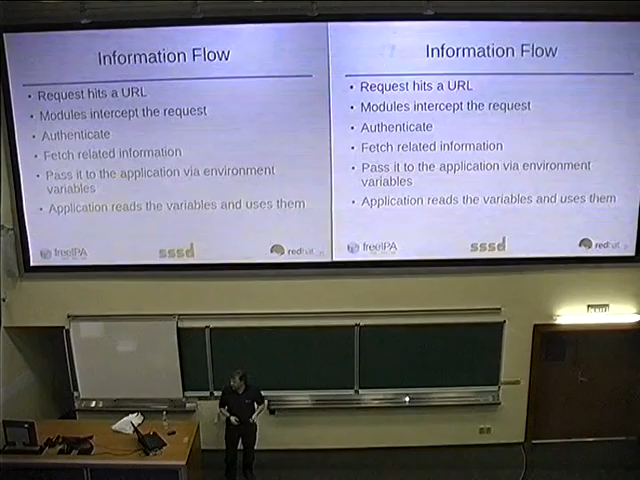 Information Flow
• Request hits a URL
• Modules intercept the request
• Authenticate
• Fetch related information
• Pass it to the application via environment
variables
• Application reads the variables and uses them
freeIPA
sssd
redhat
Information Flow
• Request hits a URL
• Modules intercept the request
• Authenticate
• Fetch related information
• Pass it to the application via environment
variables
• Application reads the variables and uses them
freeIPA
sssd
redhat